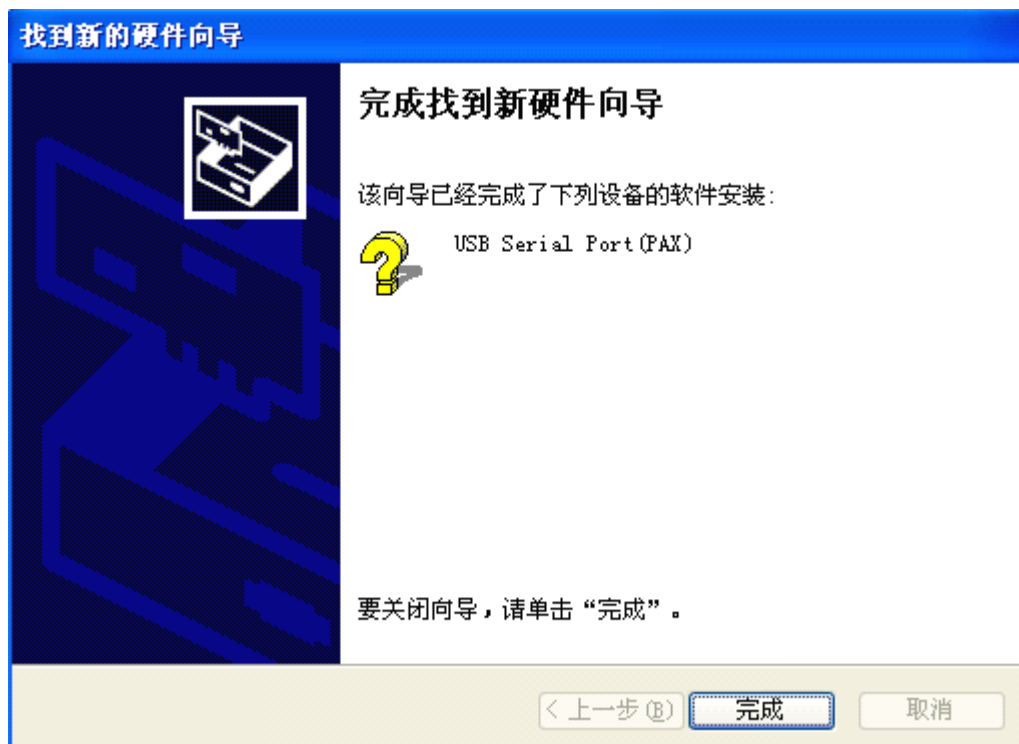 找到新的硬件向导
完成找到新硬件向导
该向导已经完成了下列设备的软件安装:
USB Serial Port(PAX)
要关闭向导，请单击“完成”。
< 上一步(B)
完成
取消